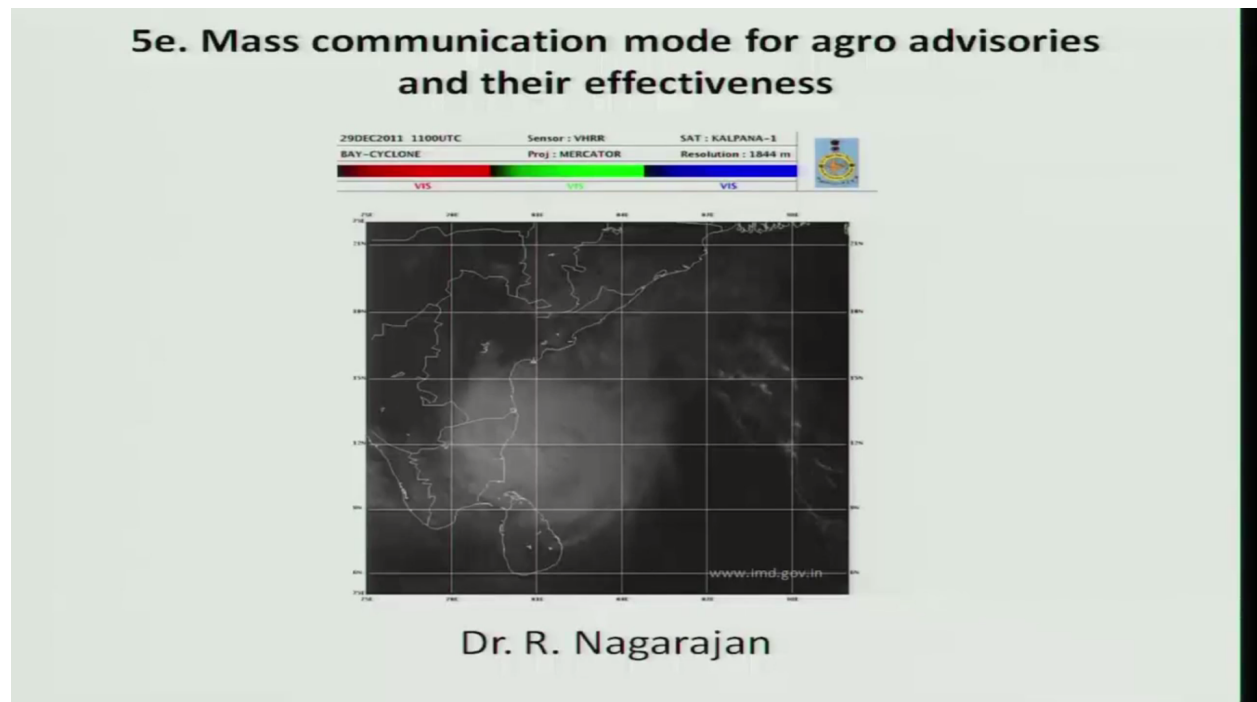 5e. Mass communication mode for agro advisories
and their effectiveness
29DEC2011 1100UTC Sensor : VHRR SAT : KALPANA-1
BAY-CYCLONE Proj : MERCATOR Resolution : 1844 m
VIS VIS VIS
www.imd.gov.in
Dr. R. Nagarajan